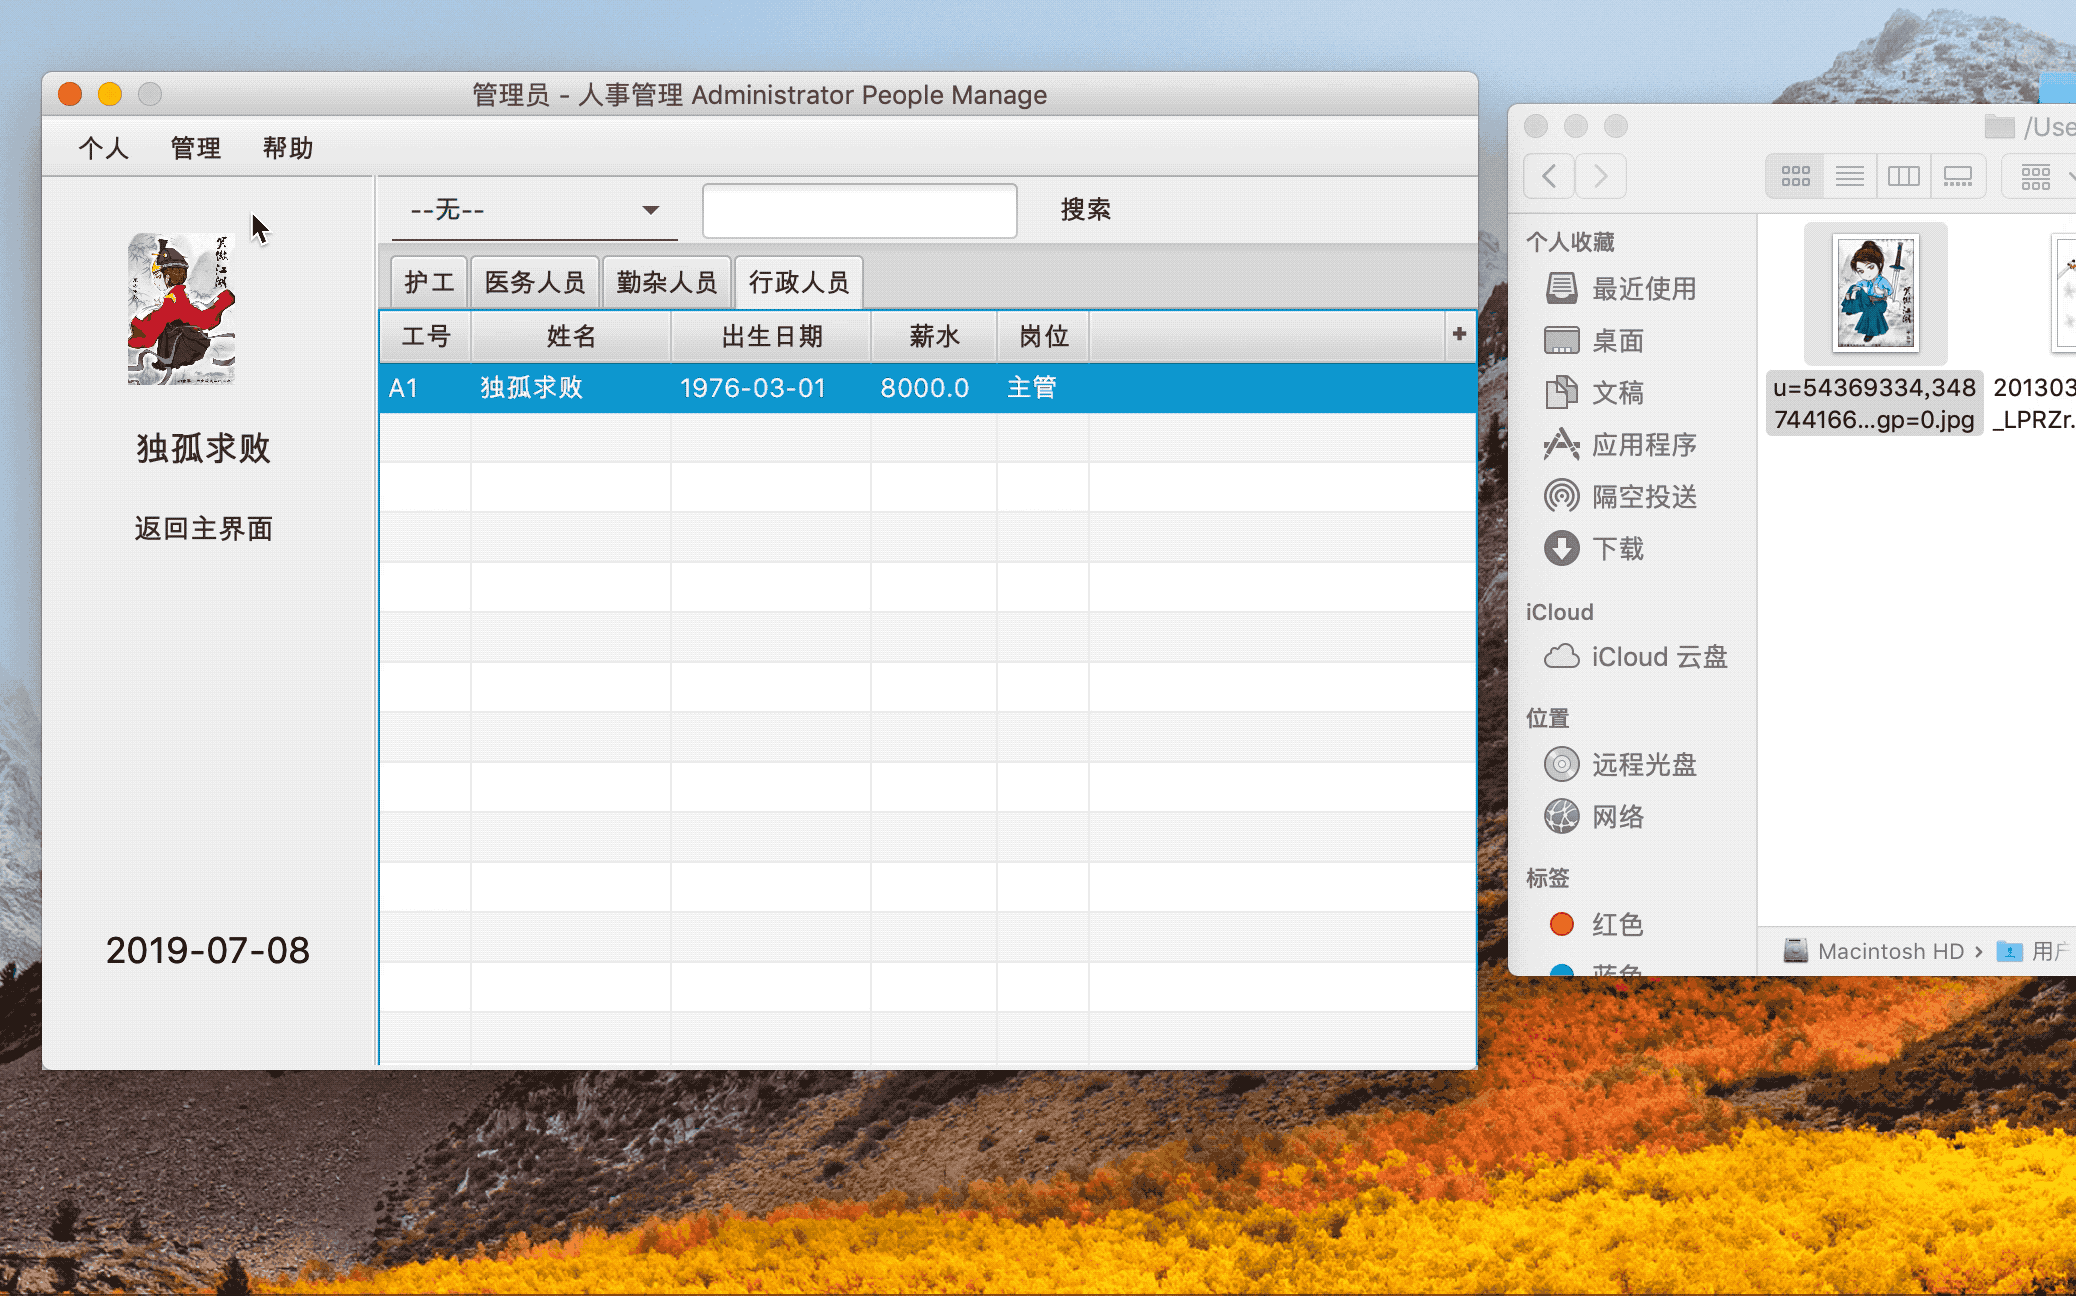 管理员 - 人事管理 Administrator People Manage
个人 管理 帮助
--无-- 搜索
护工 医务人员 勤杂人员 行政人员
工号 姓名 出生日期 薪水 岗位 +
A1 独孤求败 1976-03-01 8000.0 主管
独孤求败
返回主界面
2019-07-08
/Use
个人收藏
最近使用
桌面
文稿
应用程序
隔空投送
下载
iCloud
iCloud 云盘
位置
远程光盘
网络
标签
红色
蓝色
u=54369334,348
744166...gp=0.jpg
201303
_LPRZr.
Macintosh HD › 用户